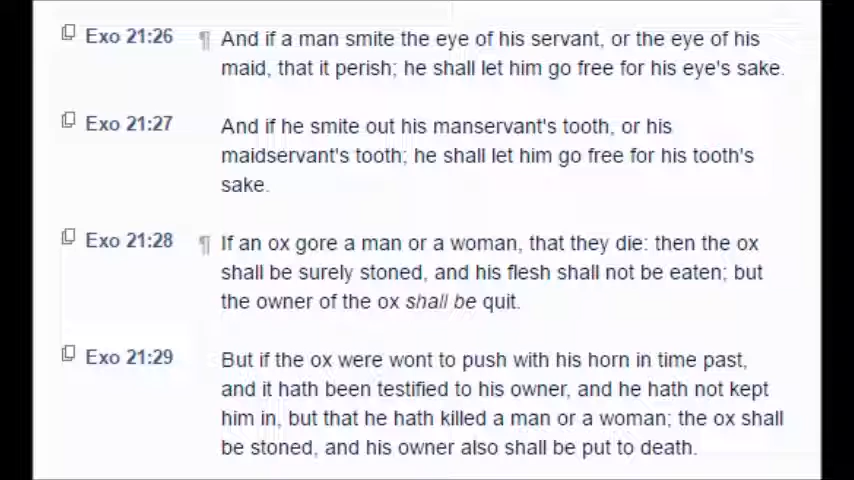 Exo 21:26 ¶ And if a man smite the eye of his servant, or the eye of his
maid, that it perish; he shall let him go free for his eye's sake.
Exo 21:27 And if he smite out his manservant's tooth, or his
maidservant's tooth; he shall let him go free for his tooth's
sake.
Exo 21:28 ¶ If an ox gore a man or a woman, that they die: then the ox
shall be surely stoned, and his flesh shall not be eaten; but
the owner of the ox shall be quit.
Exo 21:29 But if the ox were wont to push with his horn in time past,
and it hath been testified to his owner, and he hath not kept
him in, but that he hath killed a man or a woman; the ox shall
be stoned, and his owner also shall be put to death.